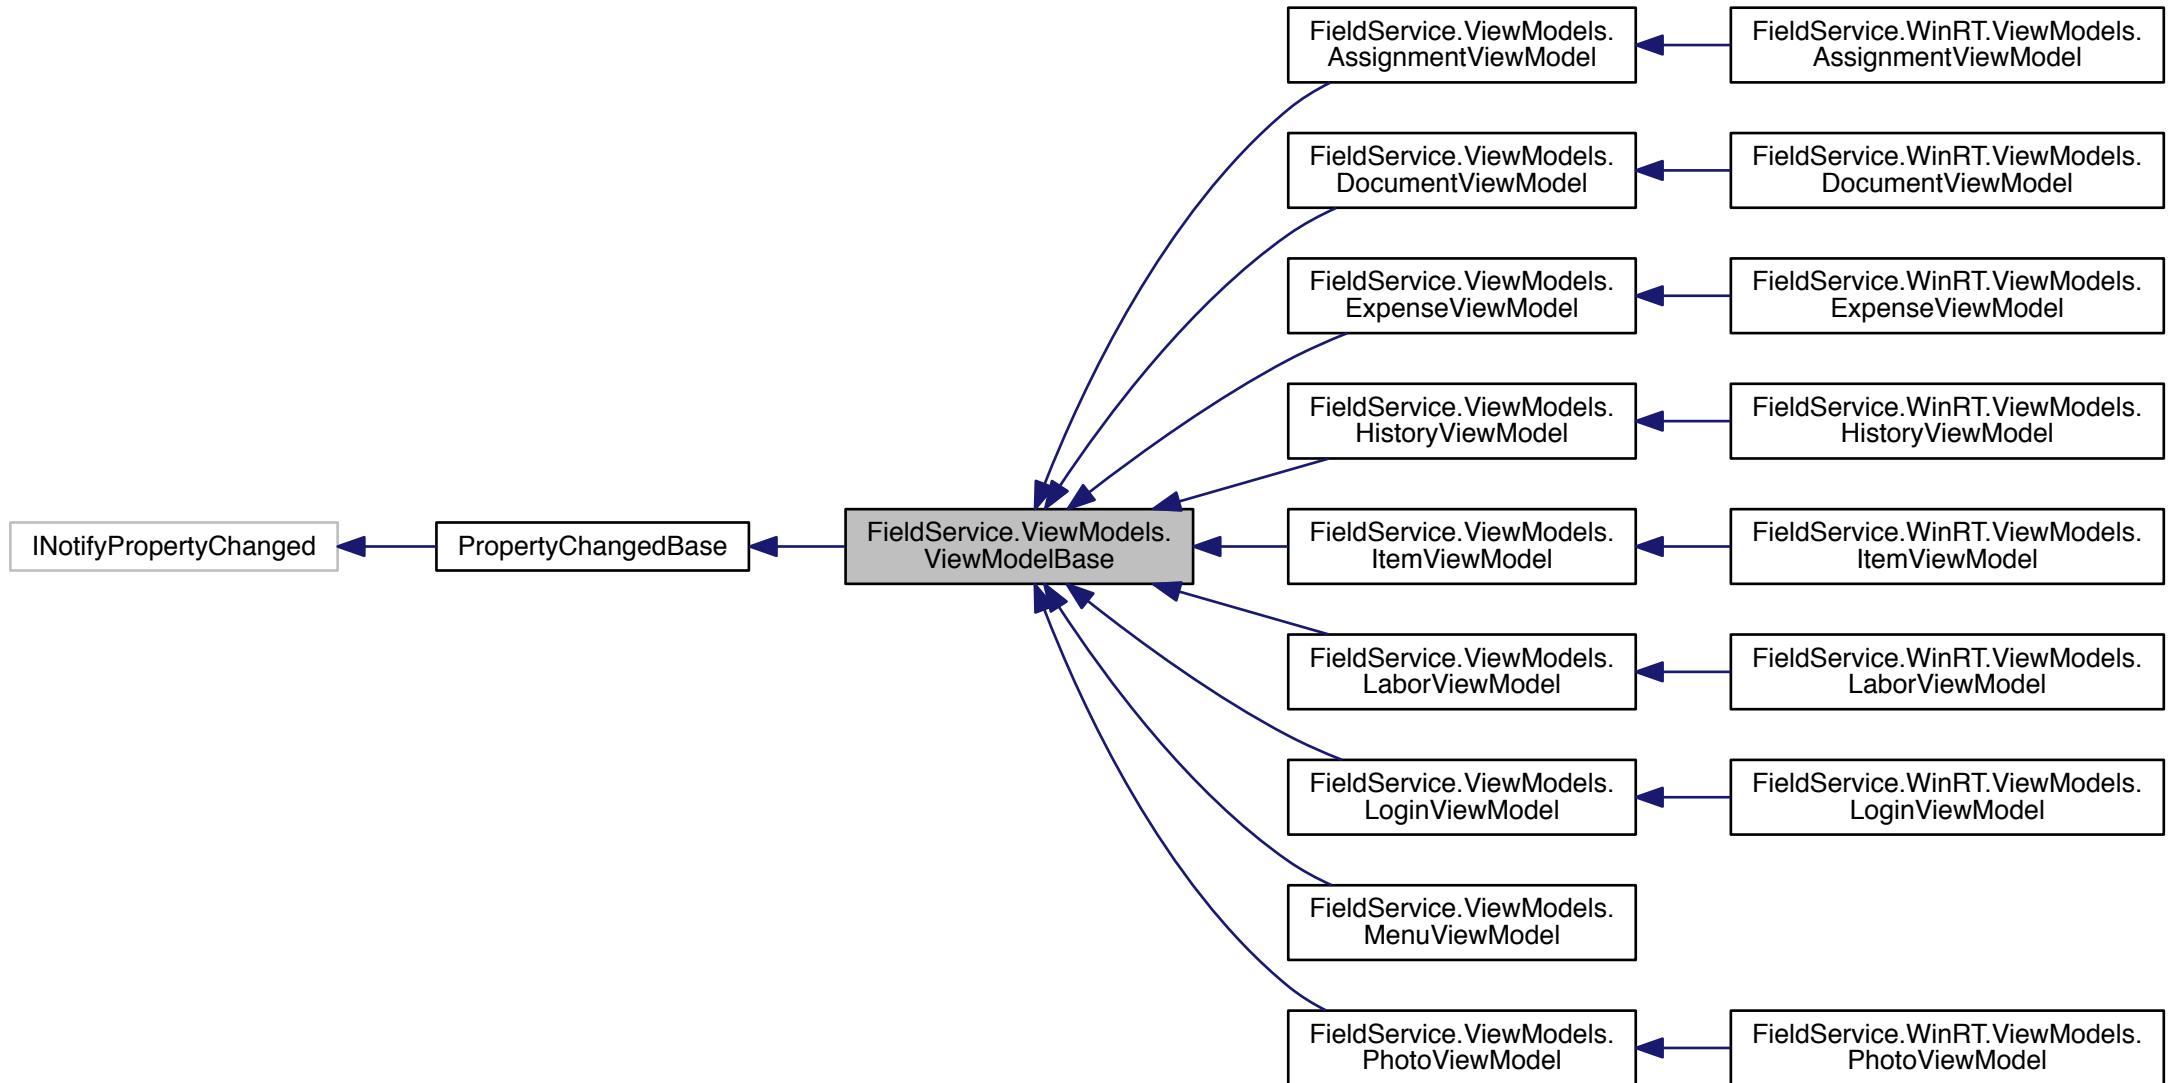 INotifyPropertyChanged
PropertyChangedBase
FieldService.ViewModels.
ViewModelBase
FieldService.ViewModels.
AssignmentViewModel
FieldService.WinRT.ViewModels.
AssignmentViewModel
FieldService.ViewModels.
DocumentViewModel
FieldService.WinRT.ViewModels.
DocumentViewModel
FieldService.ViewModels.
ExpenseViewModel
FieldService.WinRT.ViewModels.
ExpenseViewModel
FieldService.ViewModels.
HistoryViewModel
FieldService.WinRT.ViewModels.
HistoryViewModel
FieldService.ViewModels.
ItemViewModel
FieldService.WinRT.ViewModels.
ItemViewModel
FieldService.ViewModels.
LaborViewModel
FieldService.WinRT.ViewModels.
LaborViewModel
FieldService.ViewModels.
LoginViewModel
FieldService.WinRT.ViewModels.
LoginViewModel
FieldService.ViewModels.
MenuViewModel
FieldService.ViewModels.
PhotoViewModel
FieldService.WinRT.ViewModels.
PhotoViewModel